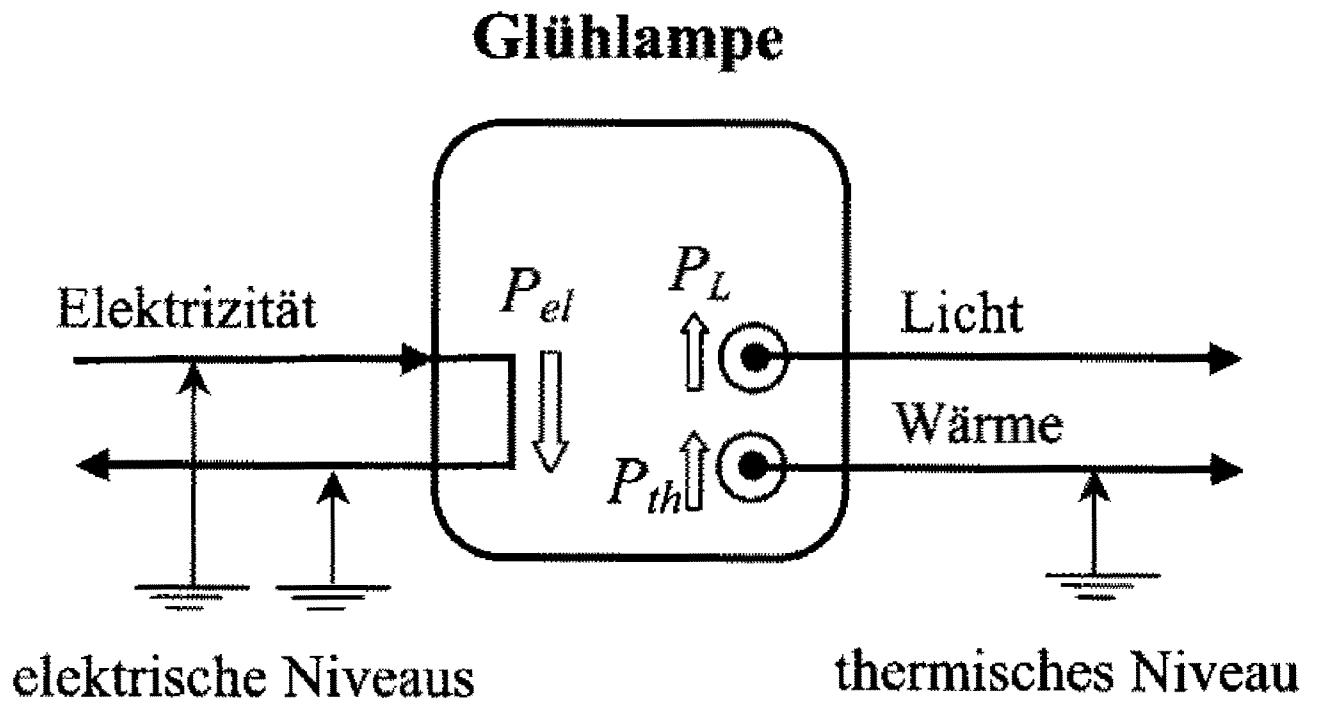 Glühlampe
Elektrizität
P_el
P_L
Licht
Wärme
P_th
elektrische Niveaus
thermisches Niveau